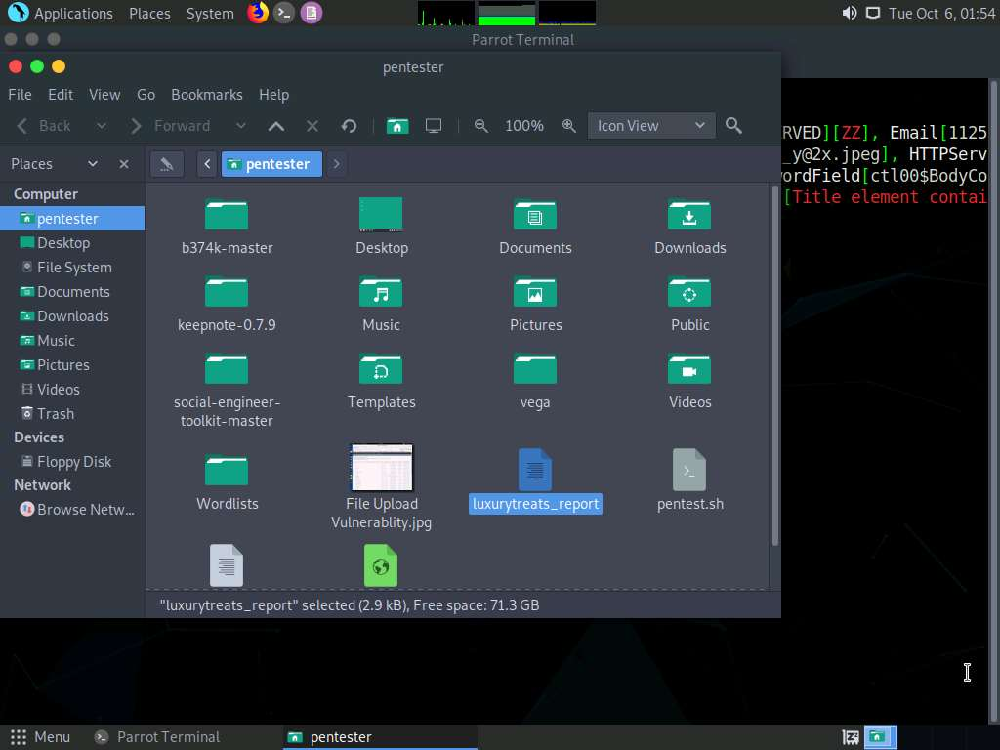 Applications Places System Tue Oct 6, 01:54
Parrot Terminal
pentester
File Edit View Go Bookmarks Help
Back Forward 100% Icon View
Places pentester
Computer
pentester
Desktop
File System
Documents
Downloads
Music
Pictures
Videos
Trash
Devices
Floppy Disk
Network
Browse Netw...
b374k-master Desktop Documents Downloads
keepnote-0.7.9 Music Pictures Public
social-engineer- Templates vega Videos
toolkit-master
Wordlists File Upload luxurytreats_report pentest.sh
Vulnerablity.jpg
"luxurytreats_report" selected (2.9 kB), Free space: 71.3 GB
RVED][ZZ], Email[1125
_y@2x.jpeg], HTTPServ
wordField[ctl00$BodyCo
[Title element contai
Menu Parrot Terminal pentester